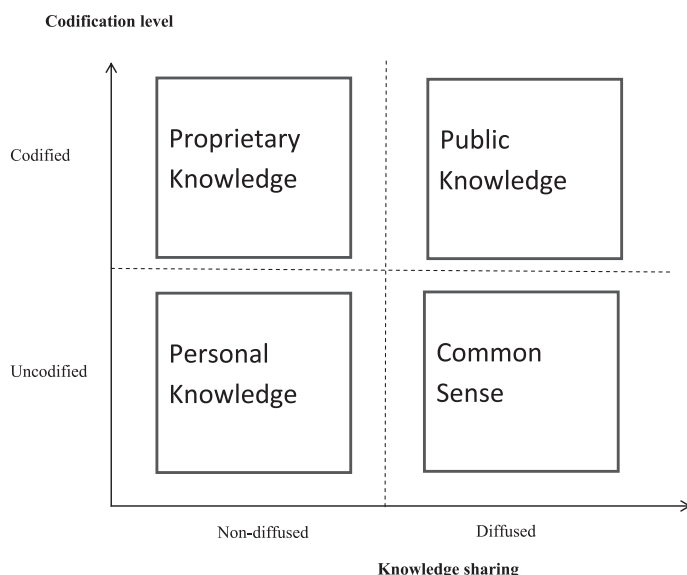 Codification level
Codified
Proprietary
Knowledge
Public
Knowledge
Uncodified
Personal
Knowledge
Common
Sense
Non-diffused
Diffused
Knowledge sharing